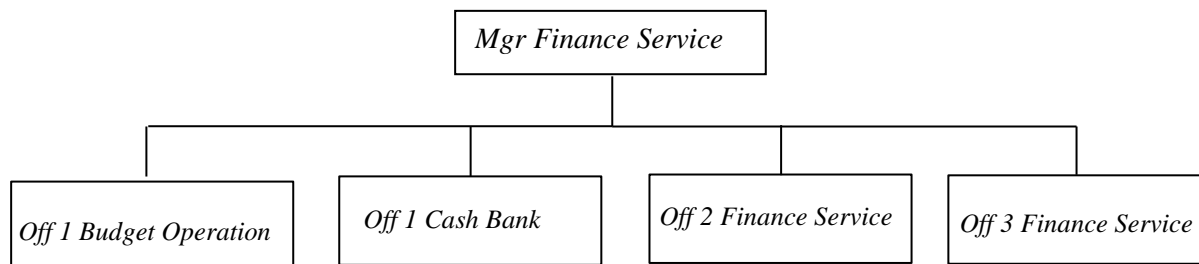 Mgr Finance Service
Off 1 Budget Operation
Off 1 Cash Bank
Off 2 Finance Service
Off 3 Finance Service